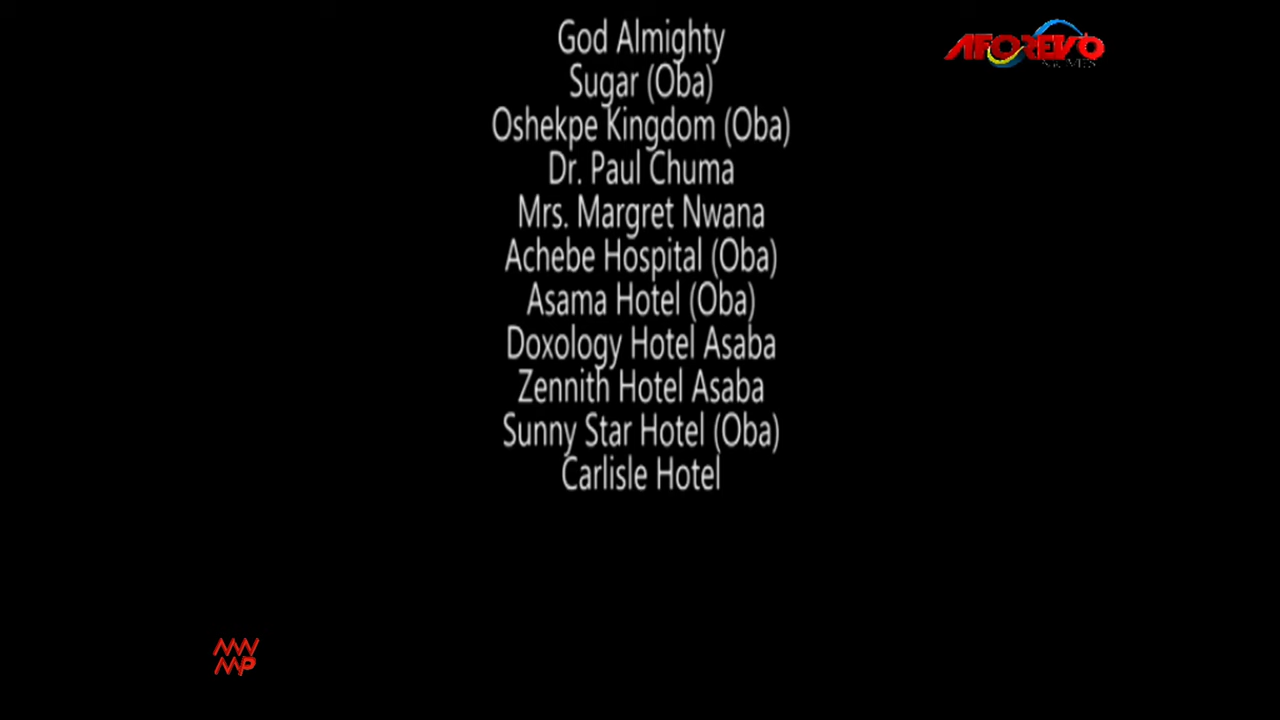 God Almighty
AFOREVO
Sugar (Oba)
Oshekpe Kingdom (Oba)
Dr. Paul Chuma
Mrs. Margret Nwana
Achebe Hospital (Oba)
Asama Hotel (Oba)
Doxology Hotel Asaba
Zennith Hotel Asaba
Sunny Star Hotel (Oba)
Carlisle Hotel